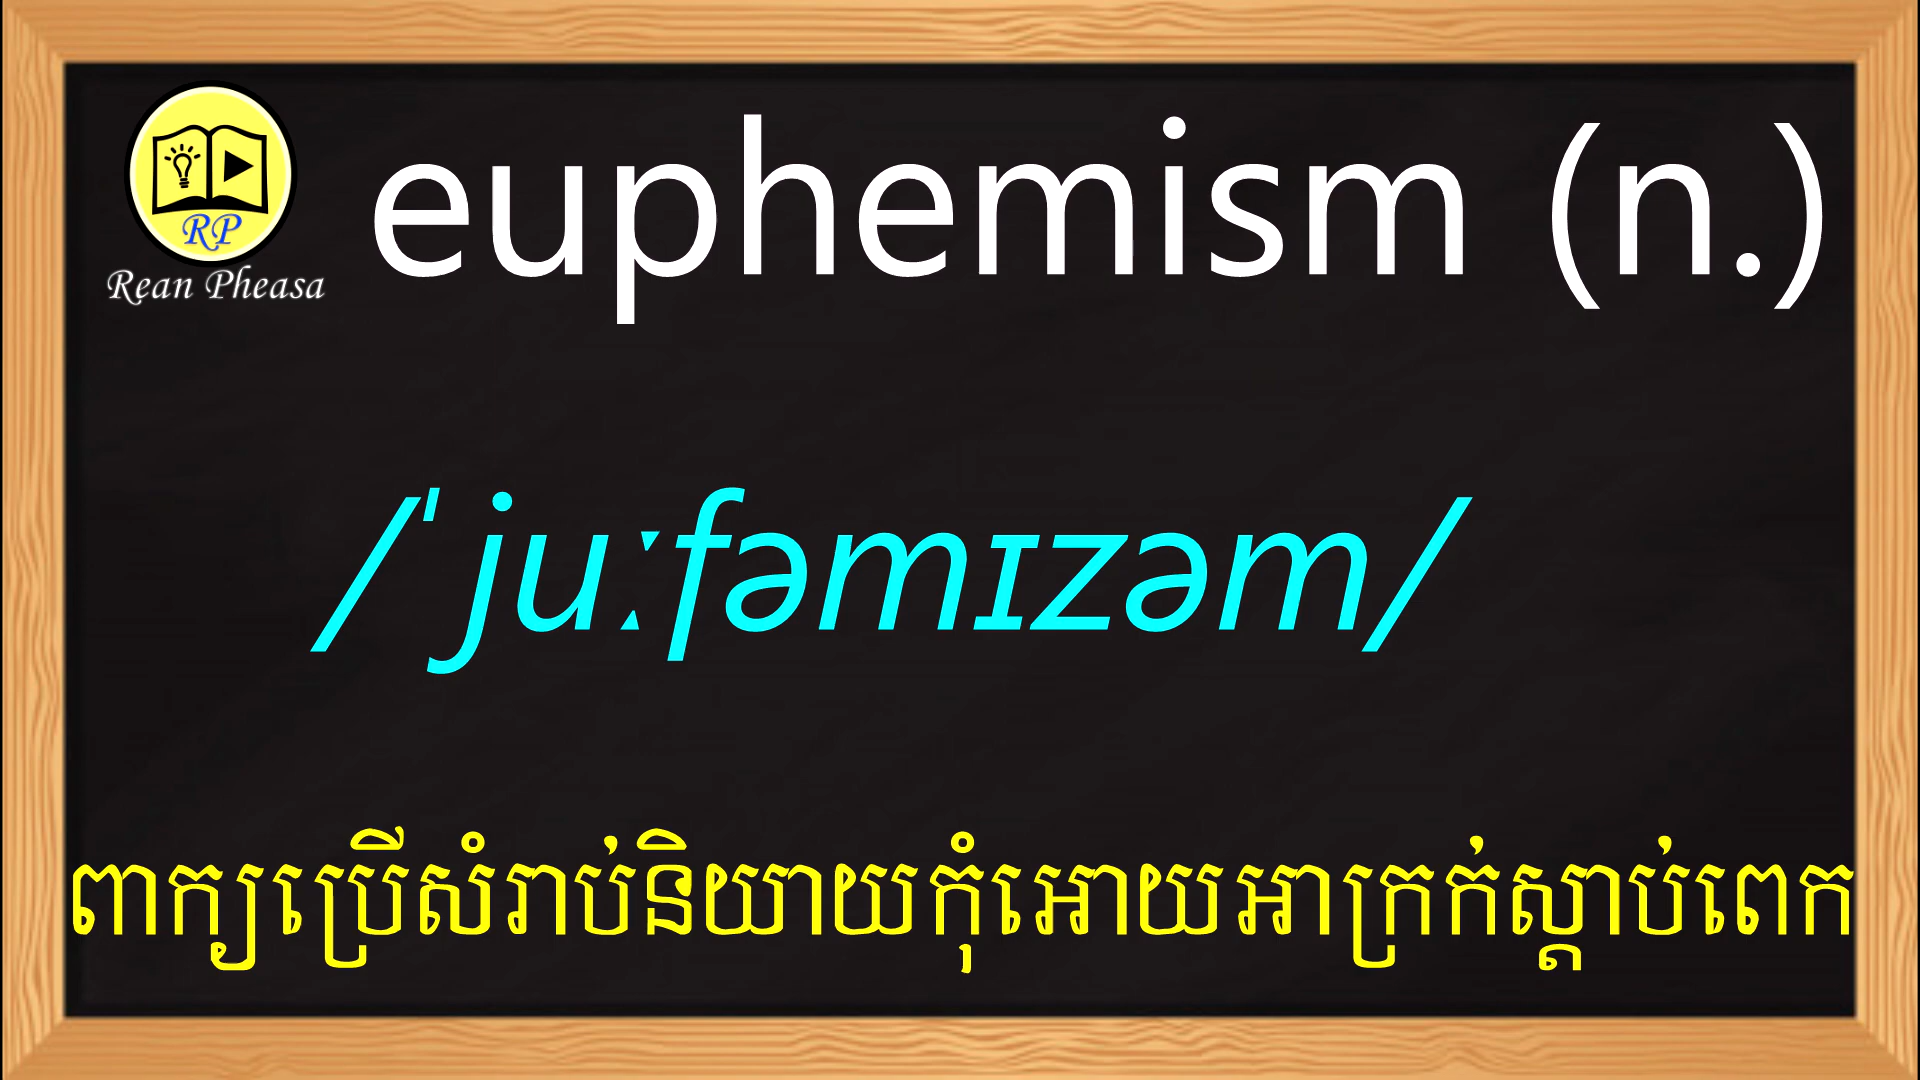 RP
Rean Pheasa
euphemism (n.)
/ˈjuːfəmɪzəm/
ពាក្យប្រើសំរាប់និយាយកុំអោយអាក្រក់ស្ដាប់ពេក